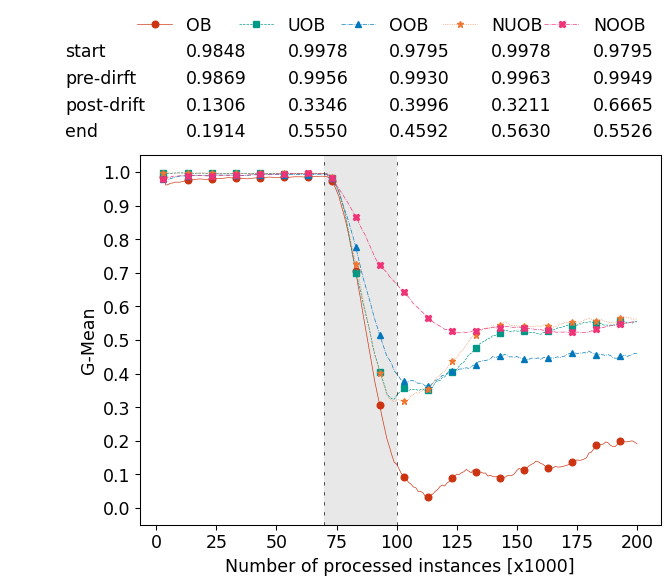 OB UOB OOB NUOB NOOB
start 0.9848 0.9978 0.9795 0.9978 0.9795
pre-dirft 0.9869 0.9956 0.9930 0.9963 0.9949
post-drift 0.1306 0.3346 0.3996 0.3211 0.6665
end 0.1914 0.5550 0.4592 0.5630 0.5526
1.0
0.9
0.8
0.7
0.6
0.5
0.4
0.3
0.2
0.1
0.0
G-Mean
0 25 50 75 100 125 150 175 200
Number of processed instances [x1000]